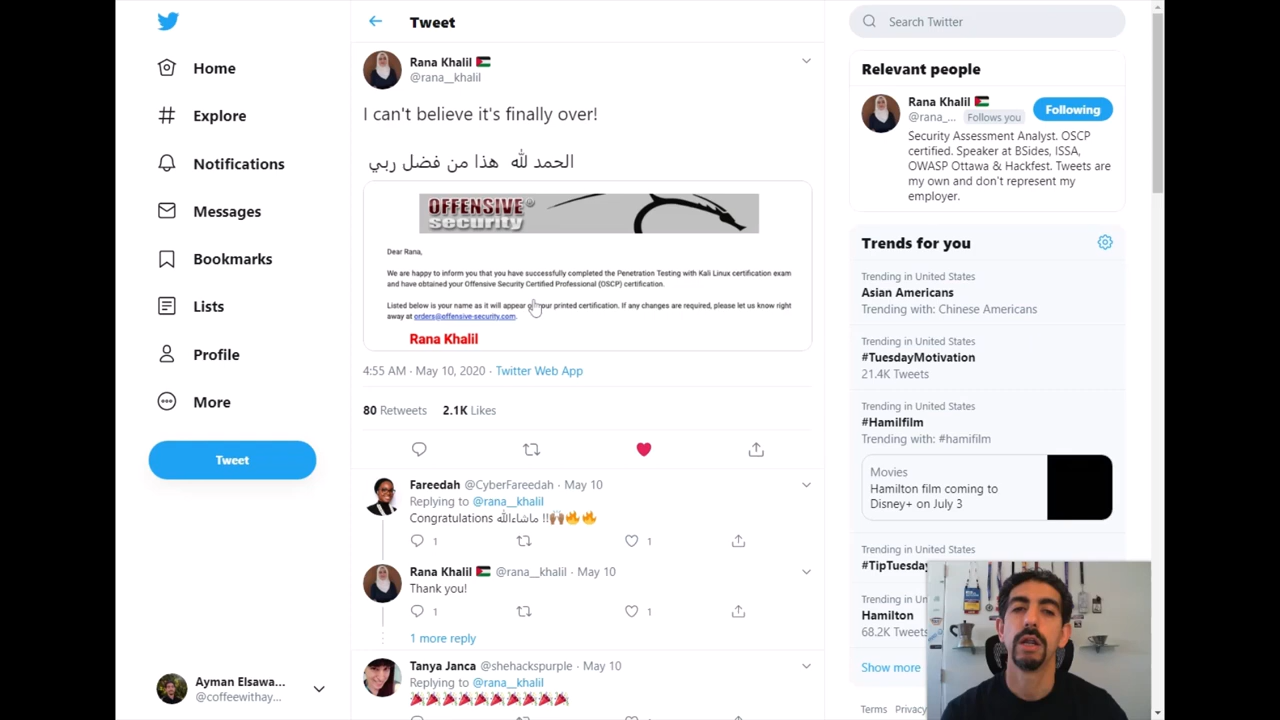 Home
Explore
Notifications
Messages
Bookmarks
Lists
Profile
More
Tweet
Ayman Elsawa...
@coffeewithay...
Tweet
Rana Khalil
@rana__khalil
I can't believe it's finally over!
الحمد لله هذا من فضل ربي
OFFENSIVE®
security
Dear Rana,
We are happy to inform you that you have successfully completed the Penetration Testing with Kali Linux certification exam
and have obtained your Offensive Security Certified Professional (OSCP) certification.
Listed below is your name as it will appear on your printed certification. If any changes are required, please let us know right
away at orders@offensive-security.com.
Rana Khalil
4:55 AM · May 10, 2020 · Twitter Web App
80 Retweets 2.1K Likes
Fareedah @CyberFareedah · May 10
Replying to @rana__khalil
Congratulations ماشاءالله !!🙌🏾🔥🔥
1 1
Rana Khalil 🇵🇸 @rana__khalil · May 10
Thank you!
1 1
1 more reply
Tanya Janca @shehackspurple · May 10
Replying to @rana__khalil
🎉🎉🎉🎉🎉🎉🎉🎉🎉🎉
Search Twitter
Relevant people
Rana Khalil 🇵🇸
@rana_... Follows you
Following
Security Assessment Analyst. OSCP
certified. Speaker at BSides, ISSA,
OWASP Ottawa & Hackfest. Tweets are
my own and don't represent my
employer.
Trends for you
Trending in United States
Asian Americans
Trending with: Chinese Americans
Trending in United States
#TuesdayMotivation
21.4K Tweets
Trending in United States
#Hamilfilm
Trending with: #hamifilm
Movies
Hamilton film coming to
Disney+ on July 3
Trending in United States
#TipTuesday
Trending in
Hamilton
68.2K Tweets
Show more
Terms Privacy